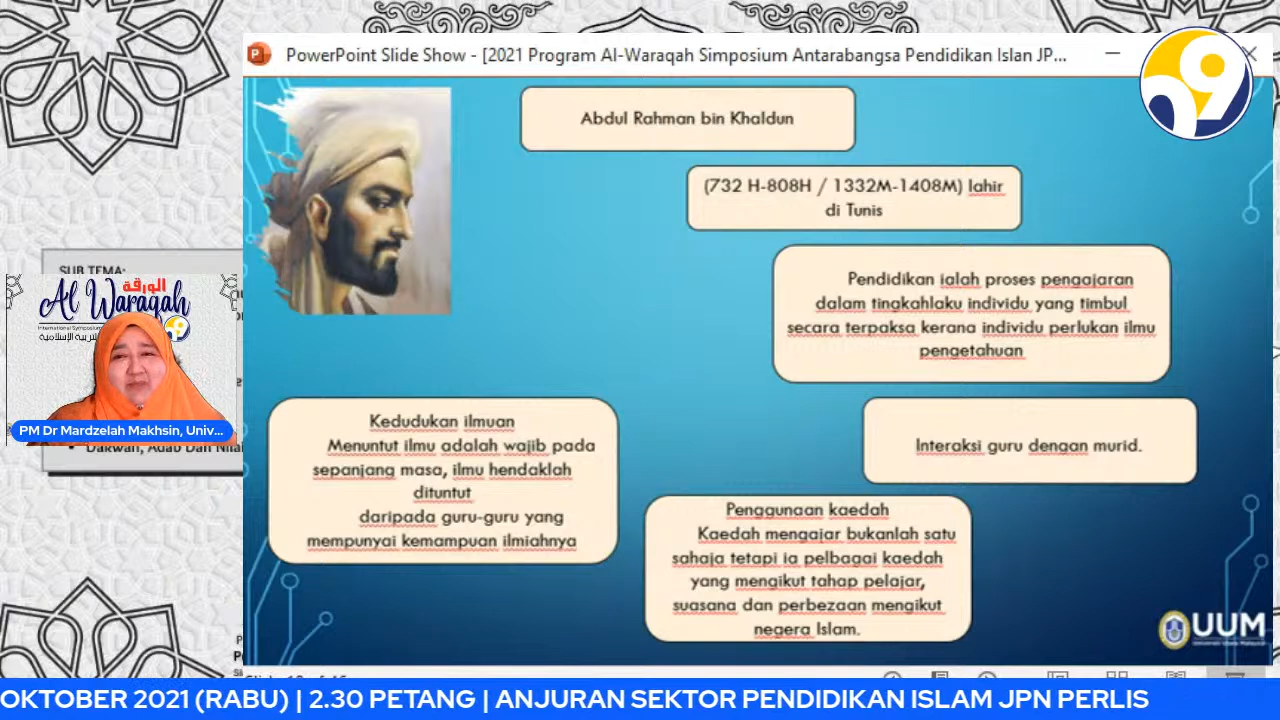 PowerPoint Slide Show - [2021 Program Al-Waraqah Simposium Antarabangsa Pendidikan Islan JP...
Abdul Rahman bin Khaldun
(732 H-808H / 1332M-1408M) lahir
di Tunis
Pendidikan ialah proses pengajaran
dalam tingkahlaku individu yang timbul
secara terpaksa kerana individu perlukan ilmu
pengetahuan
SUB TEMA:
الورقة
Al Waraqah
International Symposium
PM Dr Mardzelah Makhsin, Univ...
Dakwah, Adab Dan Nilai
Kedudukan ilmuan
Menuntut ilmu adalah wajib pada
sepanjang masa, ilmu hendaklah
dituntut
daripada guru-guru yang
mempunyai kemampuan ilmiahnya
Interaksi guru dengan murid.
Penggunaan kaedah
Kaedah mengajar bukanlah satu
sahaja tetapi ia pelbagai kaedah
yang mengikut tahap pelajar,
suasana dan perbezaan mengikut
negera Islam.
UUM
OKTOBER 2021 (RABU) | 2.30 PETANG | ANJURAN SEKTOR PENDIDIKAN ISLAM JPN PERLIS